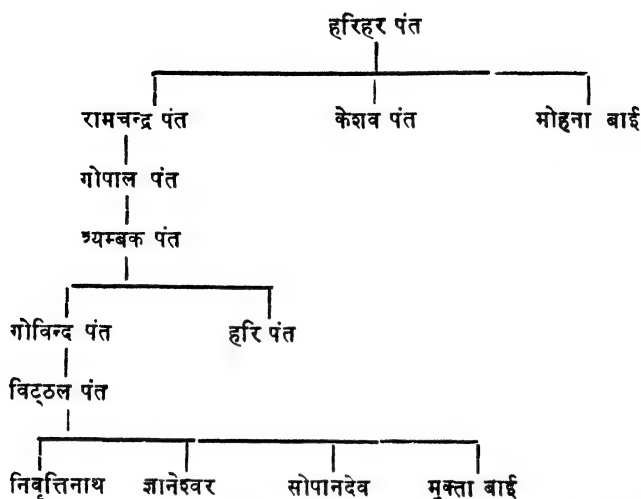 हरिहर पंत
रामचन्द्र पंत केशव पंत मोहना बाई
गोपाल पंत
त्र्यम्बक पंत
गोविन्द पंत हरि पंत
विट्ठल पंत
निवृत्तिनाथ ज्ञानेश्वर सोपानदेव मुक्ता बाई